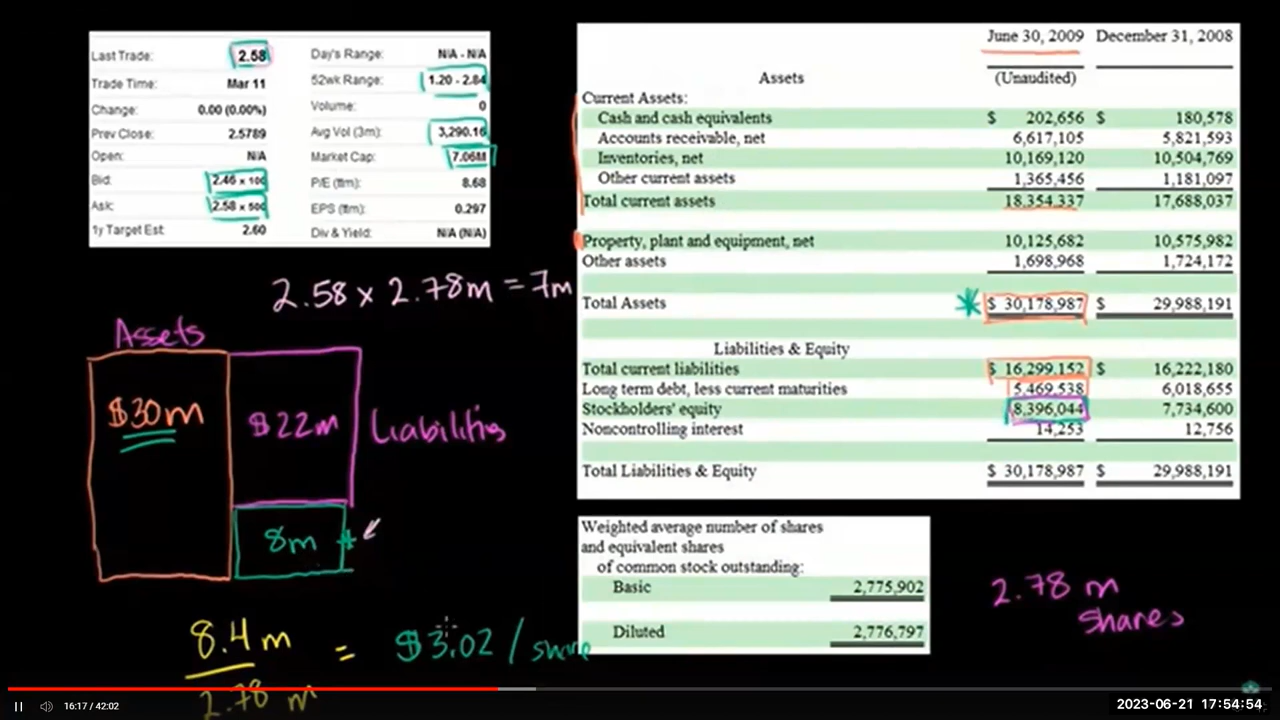 Last Trade: 2.58
Trade Time: Mar 11
Change: 0.00 (0.00%)
Prev Close: 2.5789
Open: N/A
Bid: 2.46 x 100
Ask: 2.58 x 500
1y Target Est: 2.60
Day's Range: N/A - N/A
52wk Range: 1.20 - 2.84
Volume: 0
Avg Vol (3m): 3,290.16
Market Cap: 7.06M
P/E (ttm): 8.68
EPS (ttm): 0.297
Div & Yield: N/A (N/A)
2.58 x 2.78m = 7m
Assets
$30m
$22m
Liabilities
8m
8.4 m
2.78 m
= $3.02 / share
June 30, 2009 December 31, 2008
Assets (Unaudited)
Current Assets:
Cash and cash equivalents $ 202,656 $ 180,578
Accounts receivable, net 6,617,105 5,821,593
Inventories, net 10,169,120 10,504,769
Other current assets 1,365,456 1,181,097
Total current assets 18,354,337 17,688,037
Property, plant and equipment, net 10,125,682 10,575,982
Other assets 1,698,968 1,724,172
Total Assets * $ 30,178,987 $ 29,988,191
Liabilities & Equity
Total current liabilities $ 16,299,152 $ 16,222,180
Long term debt, less current maturities 5,469,538 6,018,655
Stockholders' equity 8,396,044 7,734,600
Noncontrolling interest 14,253 12,756
Total Liabilities & Equity $ 30,178,987 $ 29,988,191
Weighted average number of shares
and equivalent shares
of common stock outstanding:
Basic 2,775,902
Diluted 2,776,797
2.78 m
shares
16:17 / 42:02
2023-06-21 17:54:54